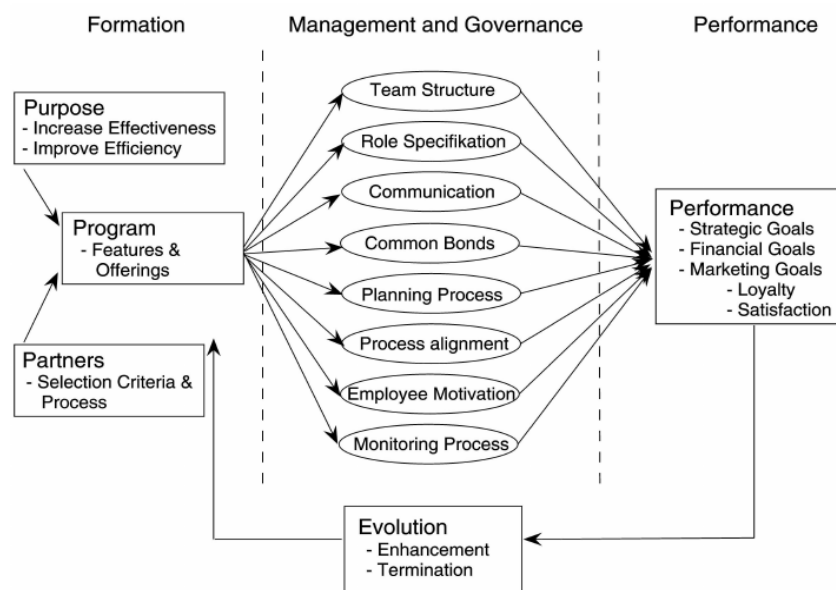 Formation
Management and Governance
Performance
Purpose
- Increase Effectiveness
- Improve Efficiency
Program
- Features &
Offerings
Partners
- Selection Criteria &
Process
Team Structure
Role Specifikation
Communication
Common Bonds
Planning Process
Process alignment
Employee Motivation
Monitoring Process
Performance
- Strategic Goals
- Financial Goals
- Marketing Goals
- Loyalty
- Satisfaction
Evolution
- Enhancement
- Termination